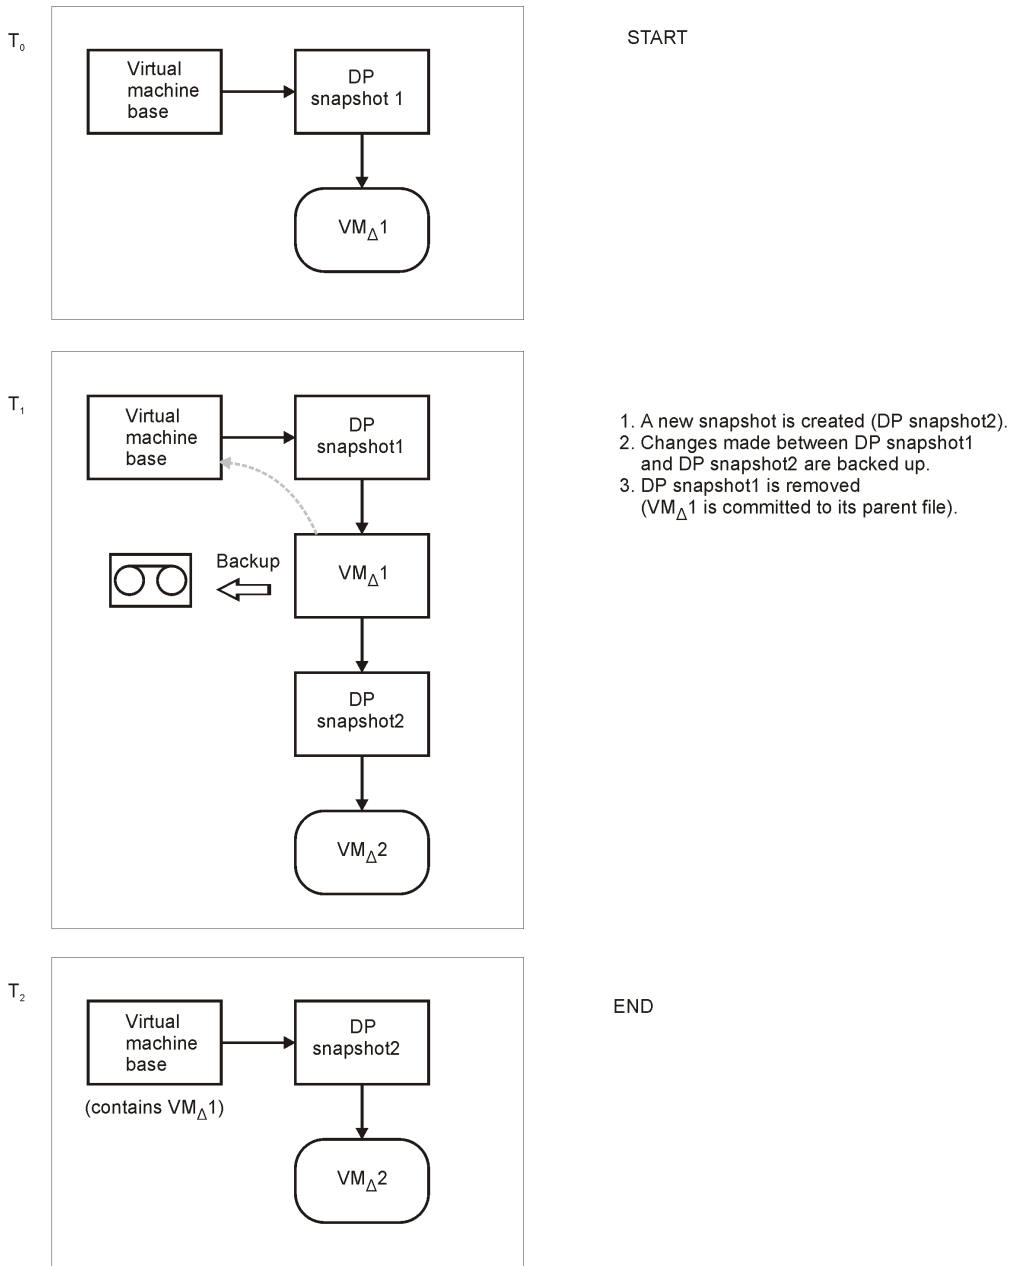 T0
START
Virtual
machine
base
DP
snapshot 1
VMΔ1
T1
Virtual
machine
base
DP
snapshot1
1. A new snapshot is created (DP snapshot2).
2. Changes made between DP snapshot1
and DP snapshot2 are backed up.
3. DP snapshot1 is removed
(VMΔ1 is committed to its parent file).
Backup
VMΔ1
DP
snapshot2
VMΔ2
T2
END
Virtual
machine
base
DP
snapshot2
(contains VMΔ1)
VMΔ2